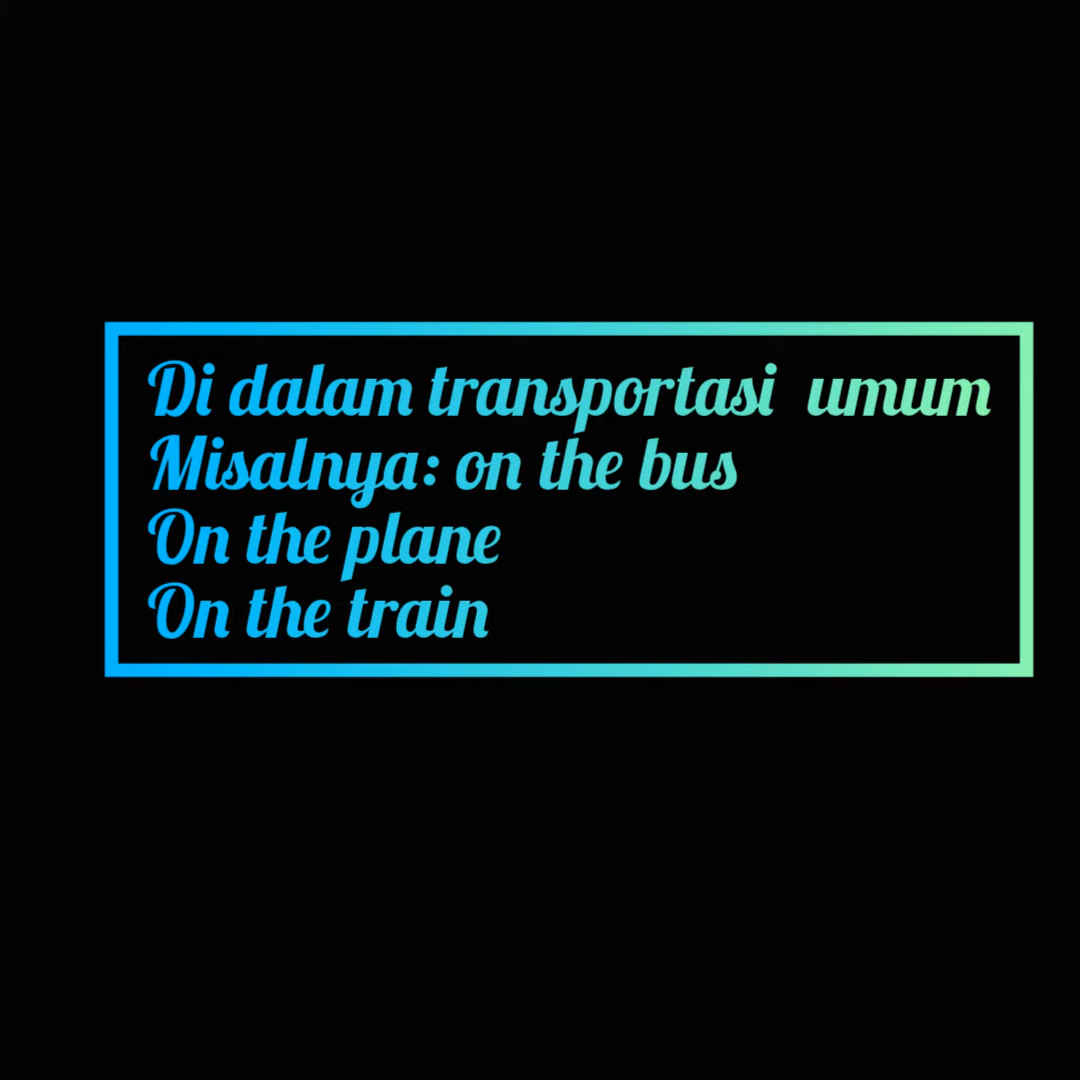 Di dalam transportasi  umum
Misalnya: on the bus
On the plane
On the train